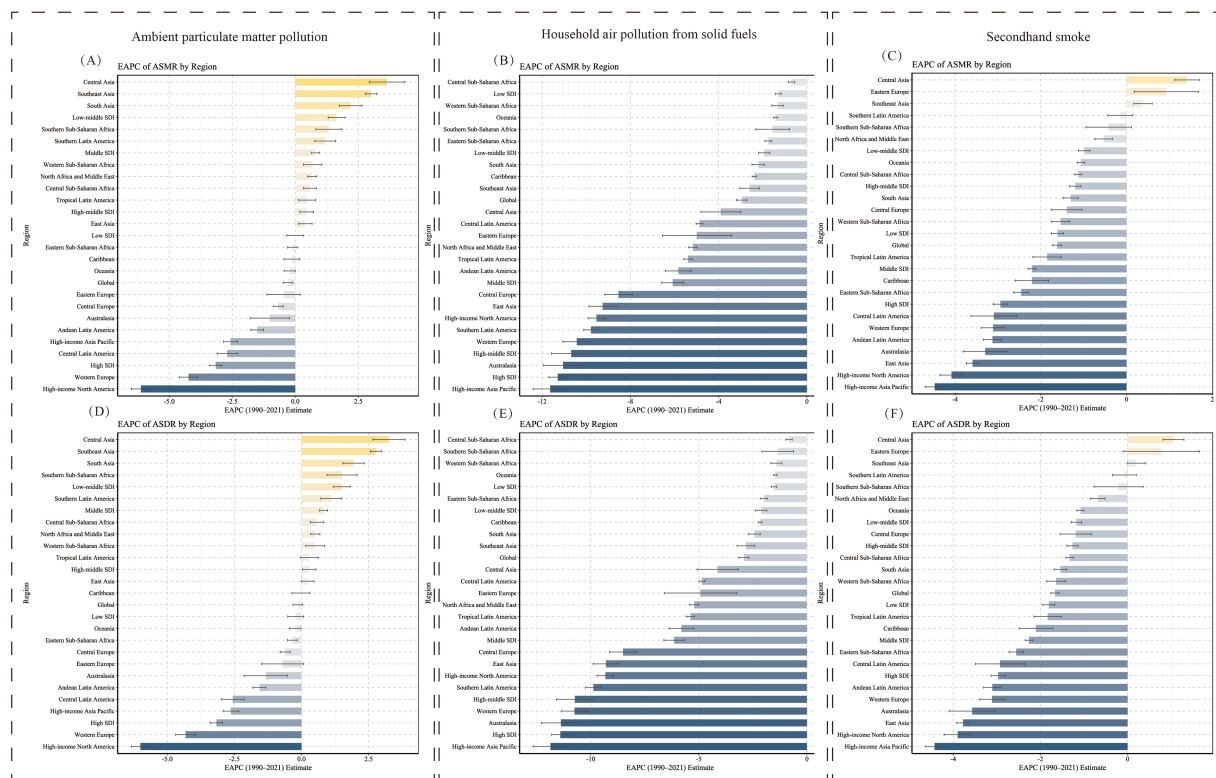 Ambient particulate matter pollution
Household air pollution from solid fuels
Secondhand smoke
(A)
EAPC of ASMR by Region
Central Asia
Southeast Asia
South Asia
Low-middle SDI
Southern Sub-Saharan Africa
Southern Latin America
Middle SDI
Western Sub-Saharan Africa
North Africa and Middle East
Central Sub-Saharan Africa
Tropical Latin America
High-middle SDI
East Asia
Low SDI
Eastern Sub-Saharan Africa
Caribbean
Oceania
Global
Eastern Europe
Central Europe
Australasia
Andean Latin America
High-income Asia Pacific
Central Latin America
High SDI
Western Europe
High-income North America
Region
-5.0 -2.5 0.0 2.5
EAPC (1990–2021) Estimate
(B)
EAPC of ASMR by Region
Central Sub-Saharan Africa
Low SDI
Western Sub-Saharan Africa
Oceania
Southern Sub-Saharan Africa
Eastern Sub-Saharan Africa
Low-middle SDI
South Asia
Caribbean
Southeast Asia
Global
Central Asia
Central Latin America
Eastern Europe
North Africa and Middle East
Tropical Latin America
Andean Latin America
Middle SDI
Central Europe
East Asia
High-income North America
Southern Latin America
Western Europe
High-middle SDI
Australasia
High SDI
High-income Asia Pacific
Region
-12 -8 -4 0
EAPC (1990–2021) Estimate
(C)
EAPC of ASMR by Region
Central Asia
Eastern Europe
Southeast Asia
Southern Latin America
Southern Sub-Saharan Africa
North Africa and Middle East
Low-middle SDI
Oceania
Central Sub-Saharan Africa
High-middle SDI
South Asia
Central Europe
Western Sub-Saharan Africa
Low SDI
Global
Tropical Latin America
Middle SDI
Caribbean
Eastern Sub-Saharan Africa
High SDI
Central Latin America
Western Europe
Andean Latin America
Australasia
East Asia
High-income North America
High-income Asia Pacific
Region
-4 -2 0 2
EAPC (1990–2021) Estimate
(D)
EAPC of ASDR by Region
Central Asia
Southeast Asia
South Asia
Southern Sub-Saharan Africa
Low-middle SDI
Southern Latin America
Middle SDI
Central Sub-Saharan Africa
North Africa and Middle East
Western Sub-Saharan Africa
Tropical Latin America
High-middle SDI
East Asia
Caribbean
Global
Low SDI
Oceania
Eastern Sub-Saharan Africa
Central Europe
Eastern Europe
Australasia
Andean Latin America
Central Latin America
High-income Asia Pacific
High SDI
Western Europe
High-income North America
Region
-5.0 -2.5 0.0 2.5
EAPC (1990–2021) Estimate
(E)
EAPC of ASDR by Region
Central Sub-Saharan Africa
Southern Sub-Saharan Africa
Western Sub-Saharan Africa
Oceania
Low SDI
Eastern Sub-Saharan Africa
Low-middle SDI
Caribbean
South Asia
Southeast Asia
Global
Central Asia
Central Latin America
Eastern Europe
North Africa and Middle East
Tropical Latin America
Andean Latin America
Middle SDI
Central Europe
East Asia
High-income North America
Southern Latin America
High-middle SDI
Western Europe
Australasia
High SDI
High-income Asia Pacific
Region
-10 -5 0
EAPC (1990–2021) Estimate
(F)
EAPC of ASDR by Region
Central Asia
Eastern Europe
Southeast Asia
Southern Latin America
Southern Sub-Saharan Africa
North Africa and Middle East
Oceania
Low-middle SDI
Central Europe
High-middle SDI
Central Sub-Saharan Africa
South Asia
Western Sub-Saharan Africa
Global
Low SDI
Tropical Latin America
Caribbean
Middle SDI
Eastern Sub-Saharan Africa
Central Latin America
High SDI
Andean Latin America
Western Europe
Australasia
East Asia
High-income North America
High-income Asia Pacific
Region
-4 -2 0
EAPC (1990–2021) Estimate